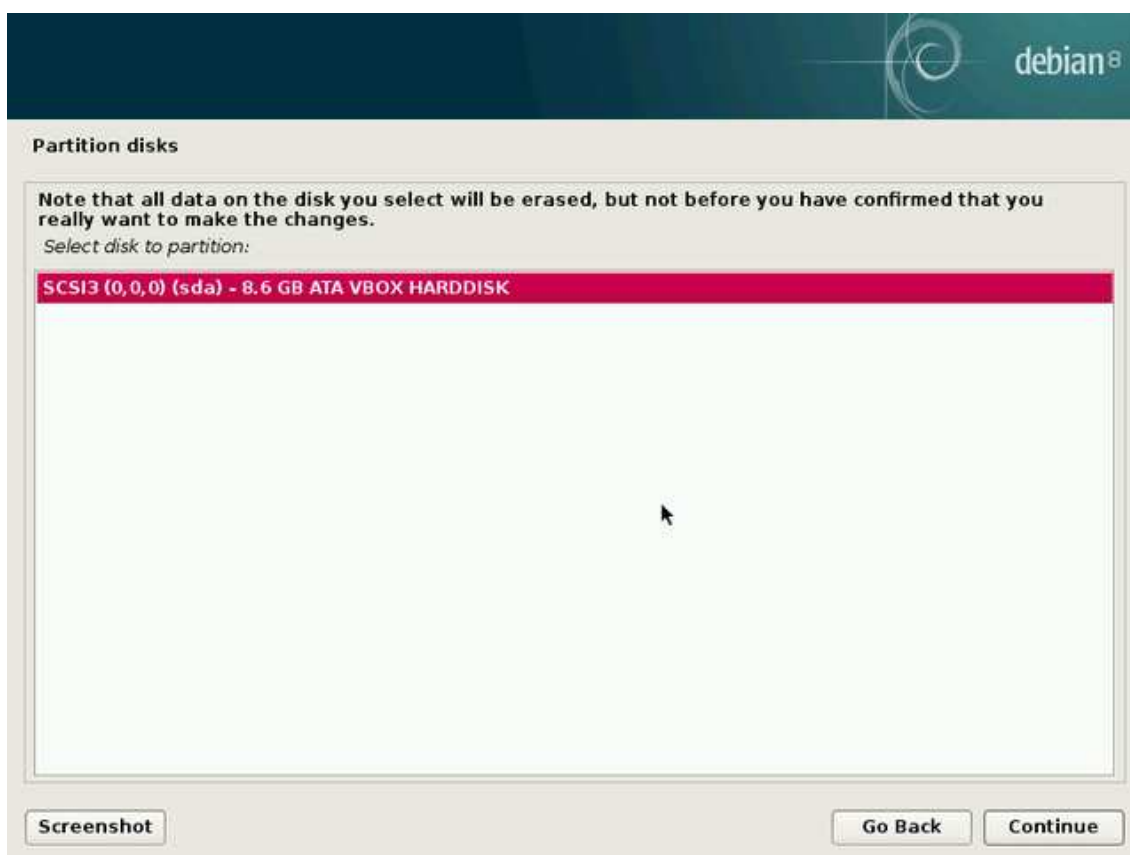 debian 8
Partition disks
Note that all data on the disk you select will be erased, but not before you have confirmed that you
really want to make the changes.
Select disk to partition:
SCSI3 (0,0,0) (sda) - 8.6 GB ATA VBOX HARDDISK
Screenshot
Go Back
Continue